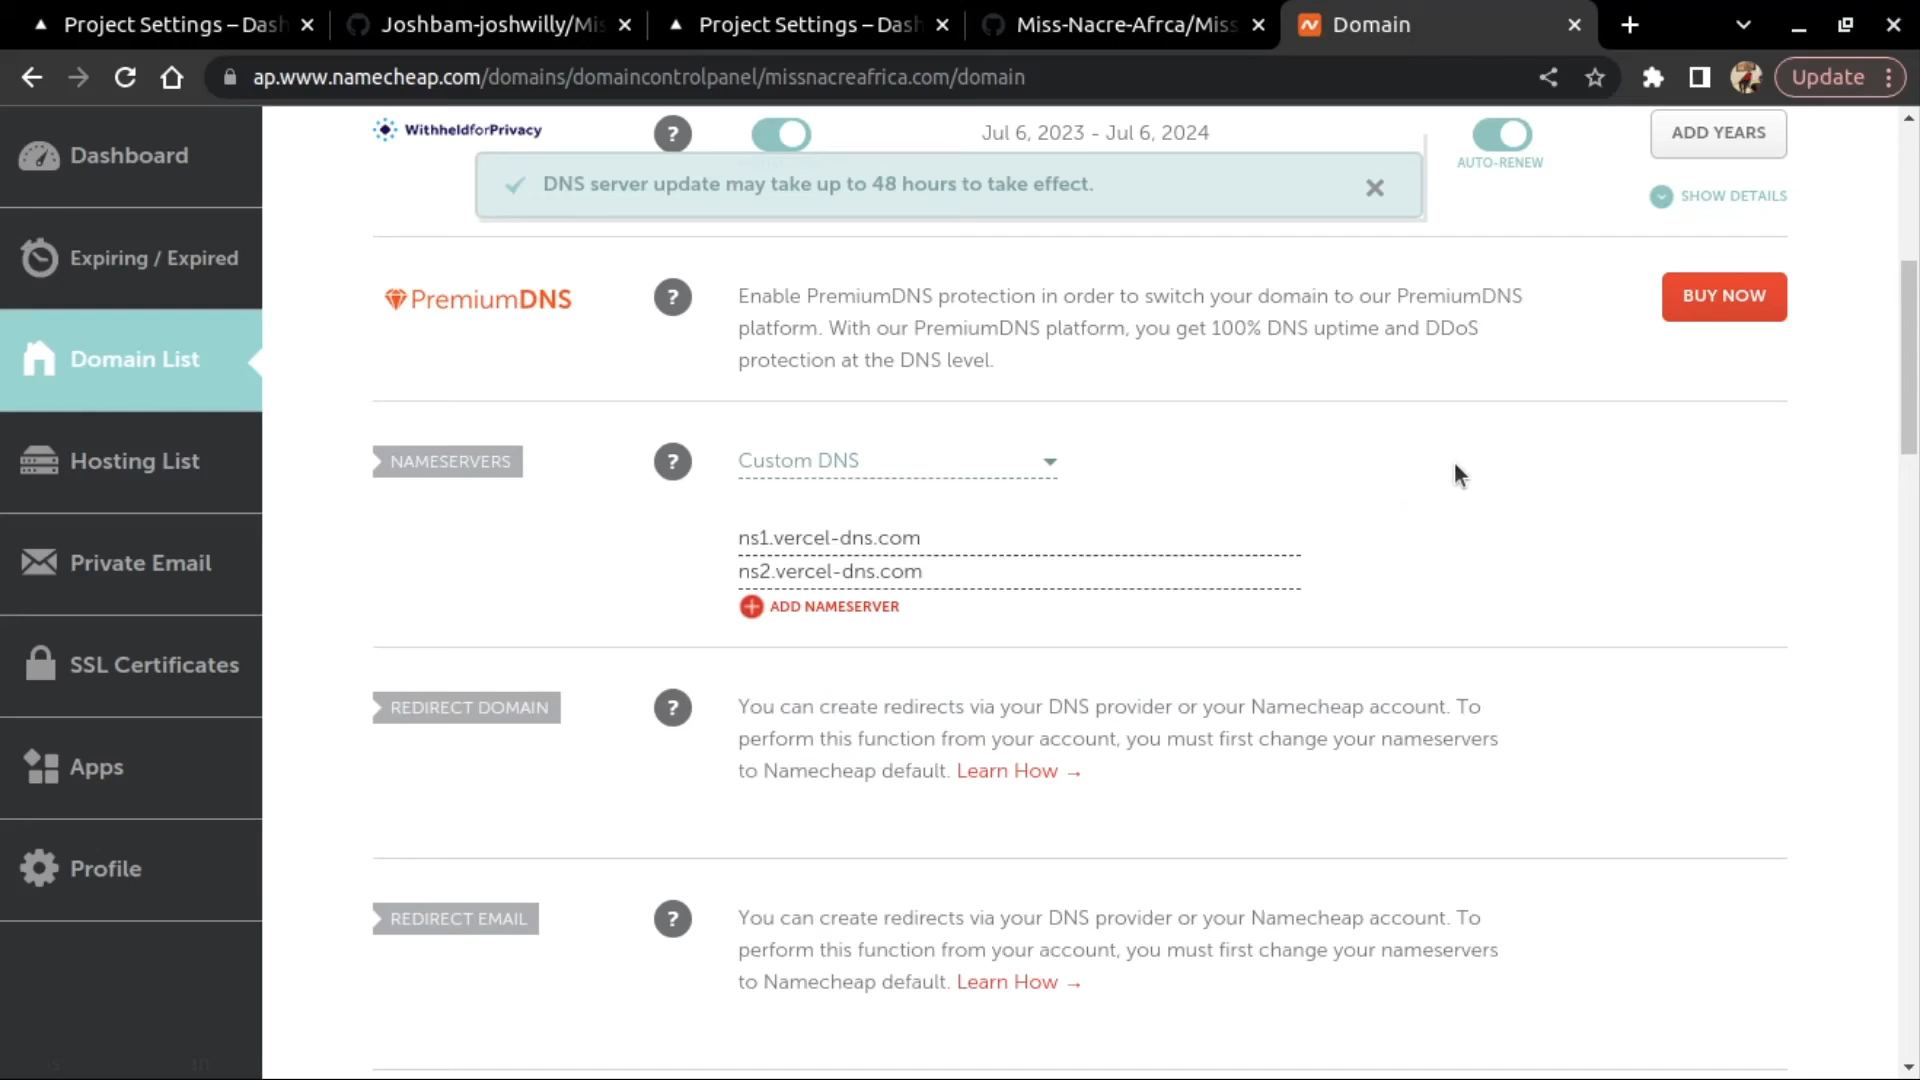 Project Settings – Dash
Joshbam-joshwilly/Mis
Project Settings – Dash
Miss-Nacre-Afrca/Miss
Domain
ap.www.namecheap.com/domains/domaincontrolpanel/missnacreafrica.com/domain
Update
Dashboard
Expiring / Expired
Domain List
Hosting List
Private Email
SSL Certificates
Apps
Profile
WithheldforPrivacy
?
Jul 6, 2023 - Jul 6, 2024
AUTO-RENEW
ADD YEARS
DNS server update may take up to 48 hours to take effect.
SHOW DETAILS
PremiumDNS
?
Enable PremiumDNS protection in order to switch your domain to our PremiumDNS
platform. With our PremiumDNS platform, you get 100% DNS uptime and DDoS
protection at the DNS level.
BUY NOW
NAMESERVERS
?
Custom DNS
ns1.vercel-dns.com
ns2.vercel-dns.com
ADD NAMESERVER
REDIRECT DOMAIN
?
You can create redirects via your DNS provider or your Namecheap account. To
perform this function from your account, you must first change your nameservers
to Namecheap default. Learn How →
REDIRECT EMAIL
?
You can create redirects via your DNS provider or your Namecheap account. To
perform this function from your account, you must first change your nameservers
to Namecheap default. Learn How →